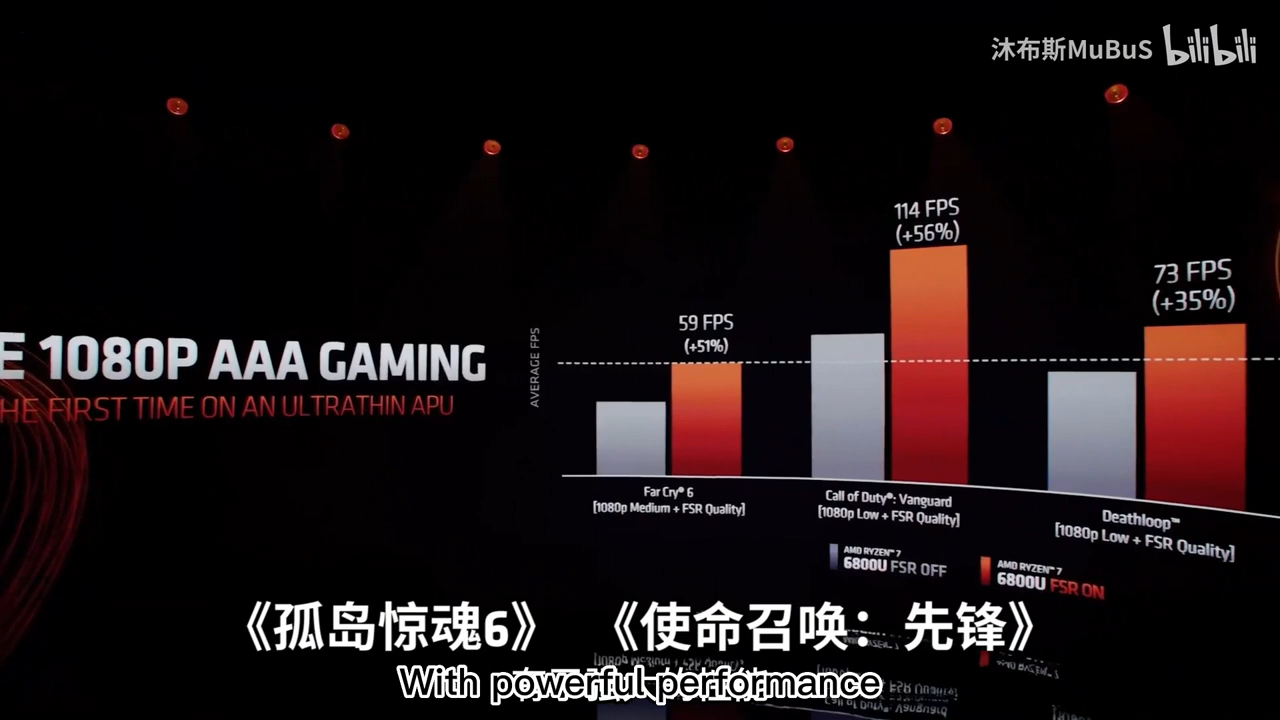 沐布斯MuBuS bilibili
E 1080P AAA GAMING
HE FIRST TIME ON AN ULTRATHIN APU
AVERAGE FPS
59 FPS
(+51%)
114 FPS
(+56%)
73 FPS
(+35%)
Far Cry® 6
[1080p Medium + FSR Quality]
Call of Duty®: Vanguard
[1080p Low + FSR Quality]
Deathloop™
[1080p Low + FSR Quality]
AMD RYZEN™ 7
6800U FSR OFF
AMD RYZEN™ 7
6800U FSR ON
《孤岛惊魂6》 《使命召唤：先锋》
With powerful performance